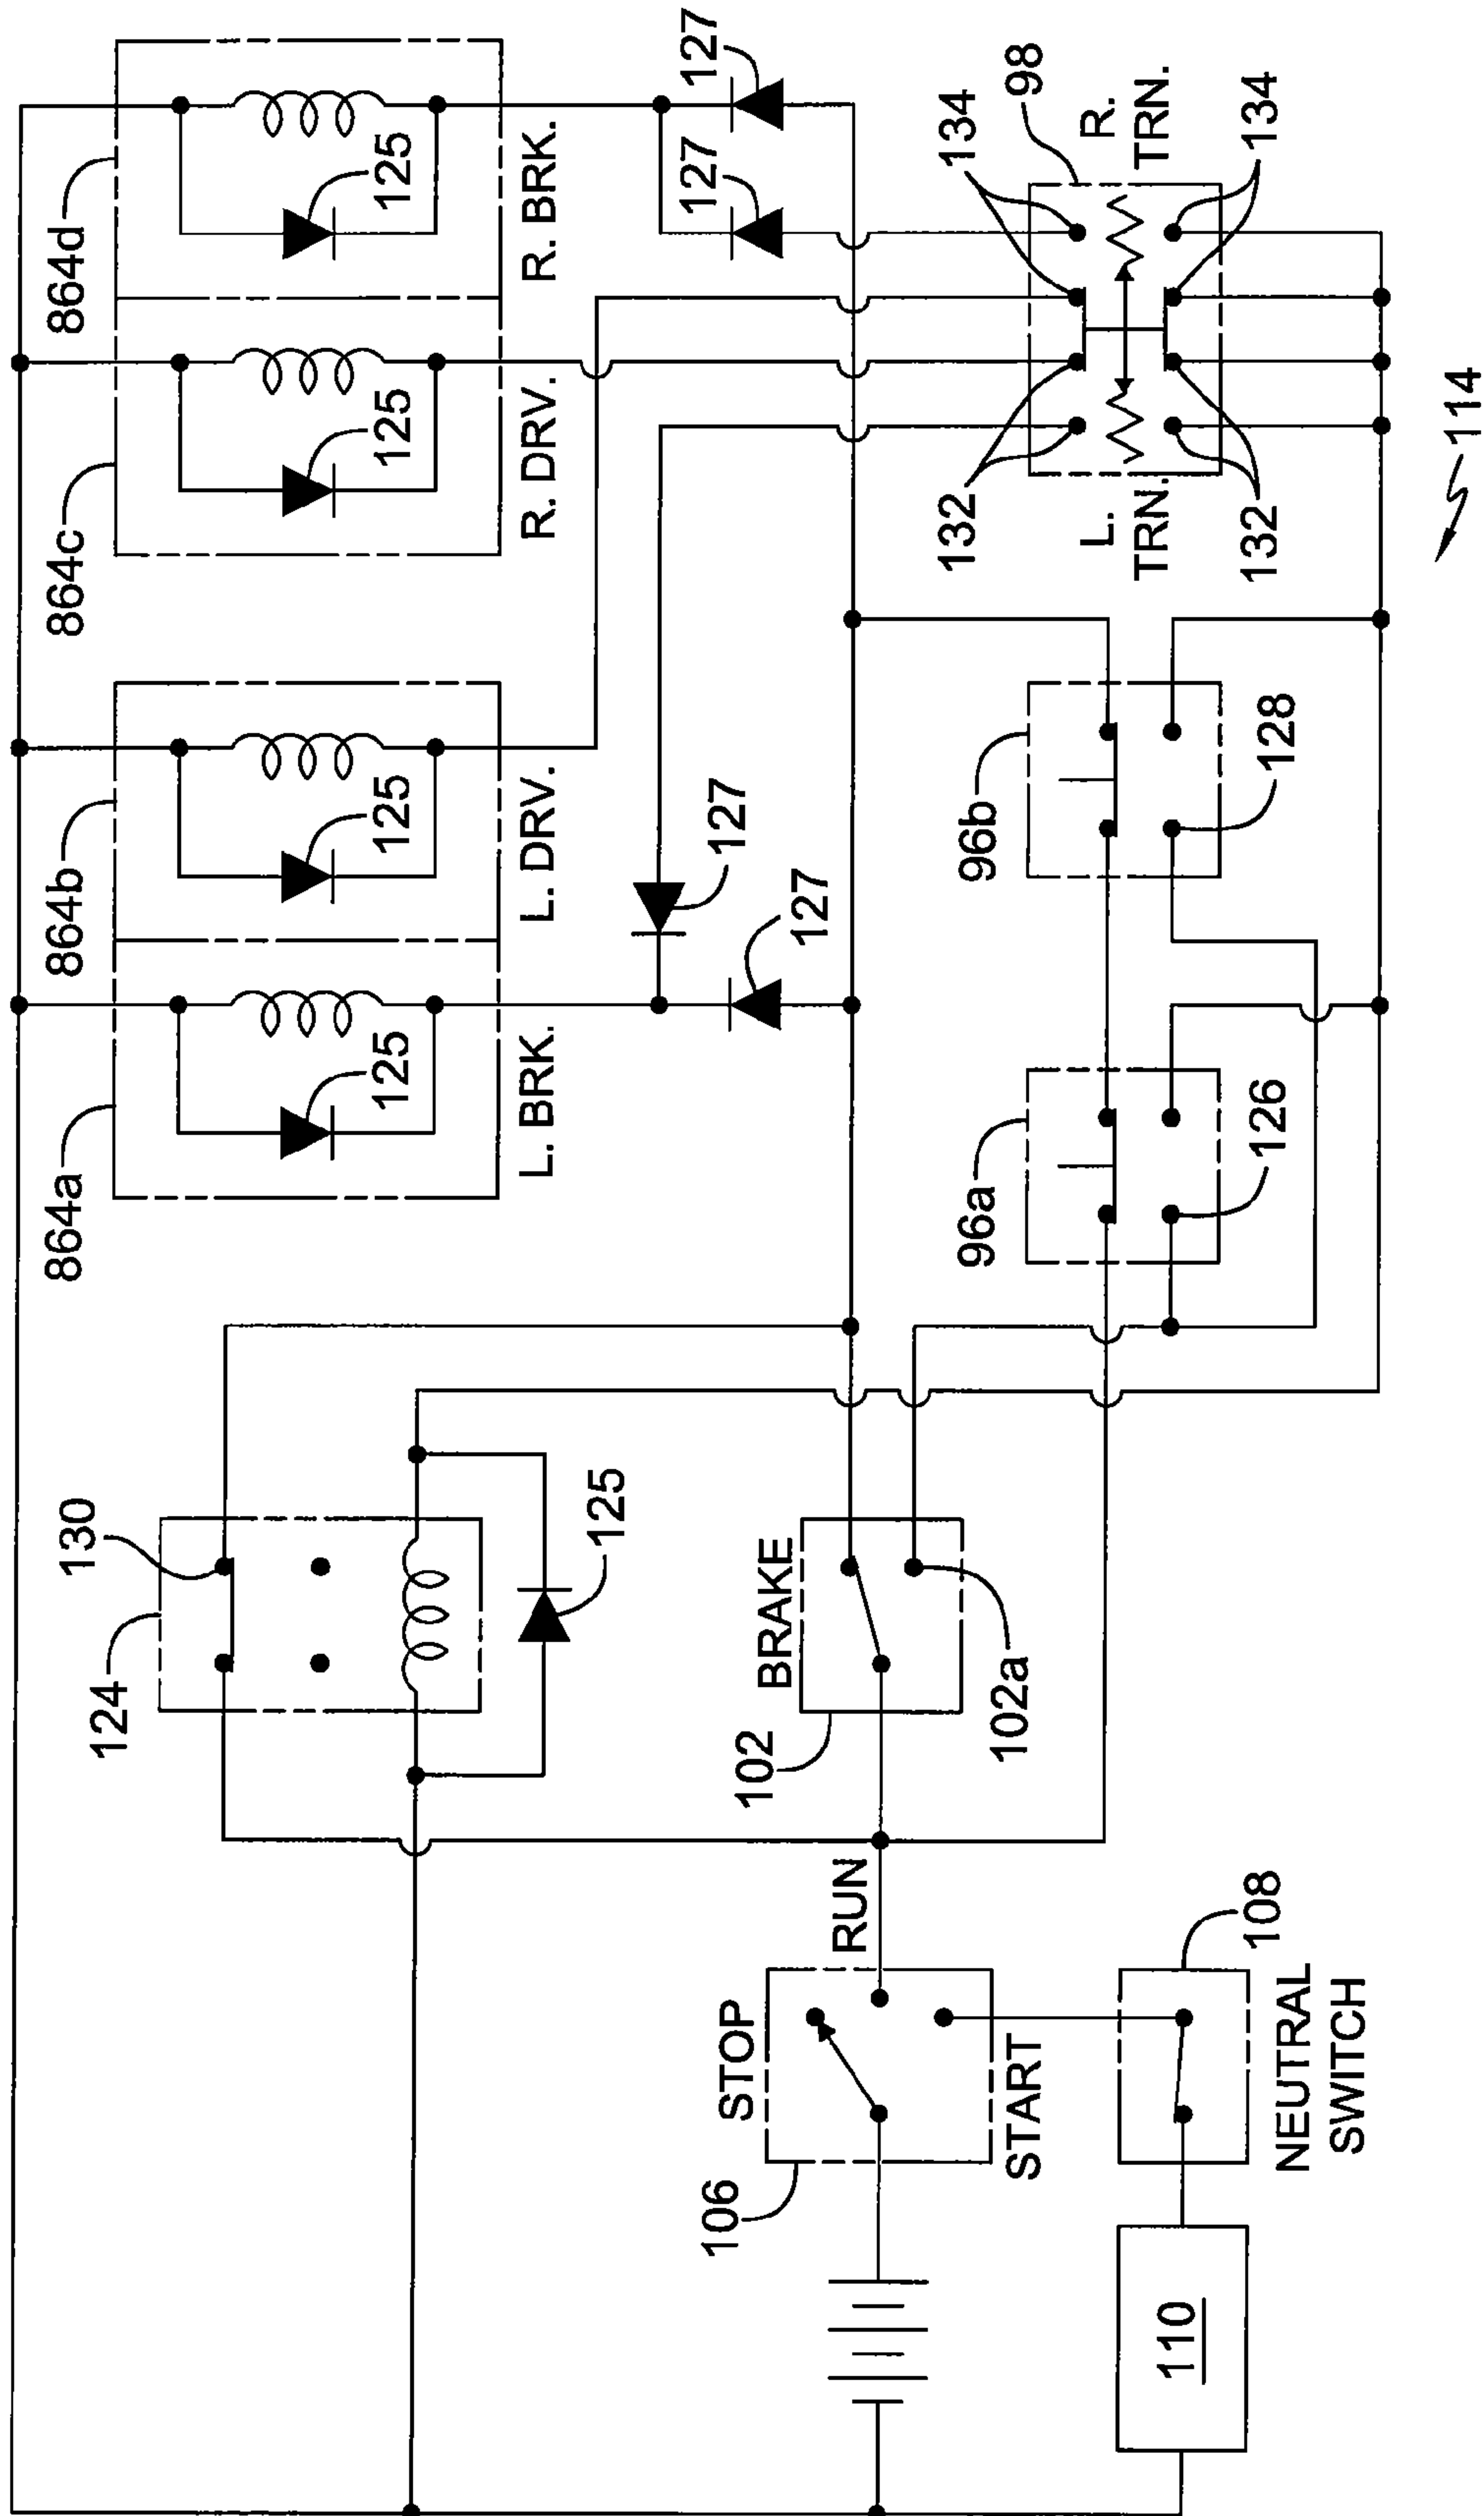 864a
864b
864c
864d
125
125
125
125
L. BRK.
L. DRV.
R. DRV.
R. BRK.
130
124
125
127
127
127
127
BRAKE
102
102a
96a
96b
126
128
132
134
98
L.
TRN.
R.
TRN.
132
134
STOP
RUN
START
106
108
NEUTRAL
SWITCH
110
114